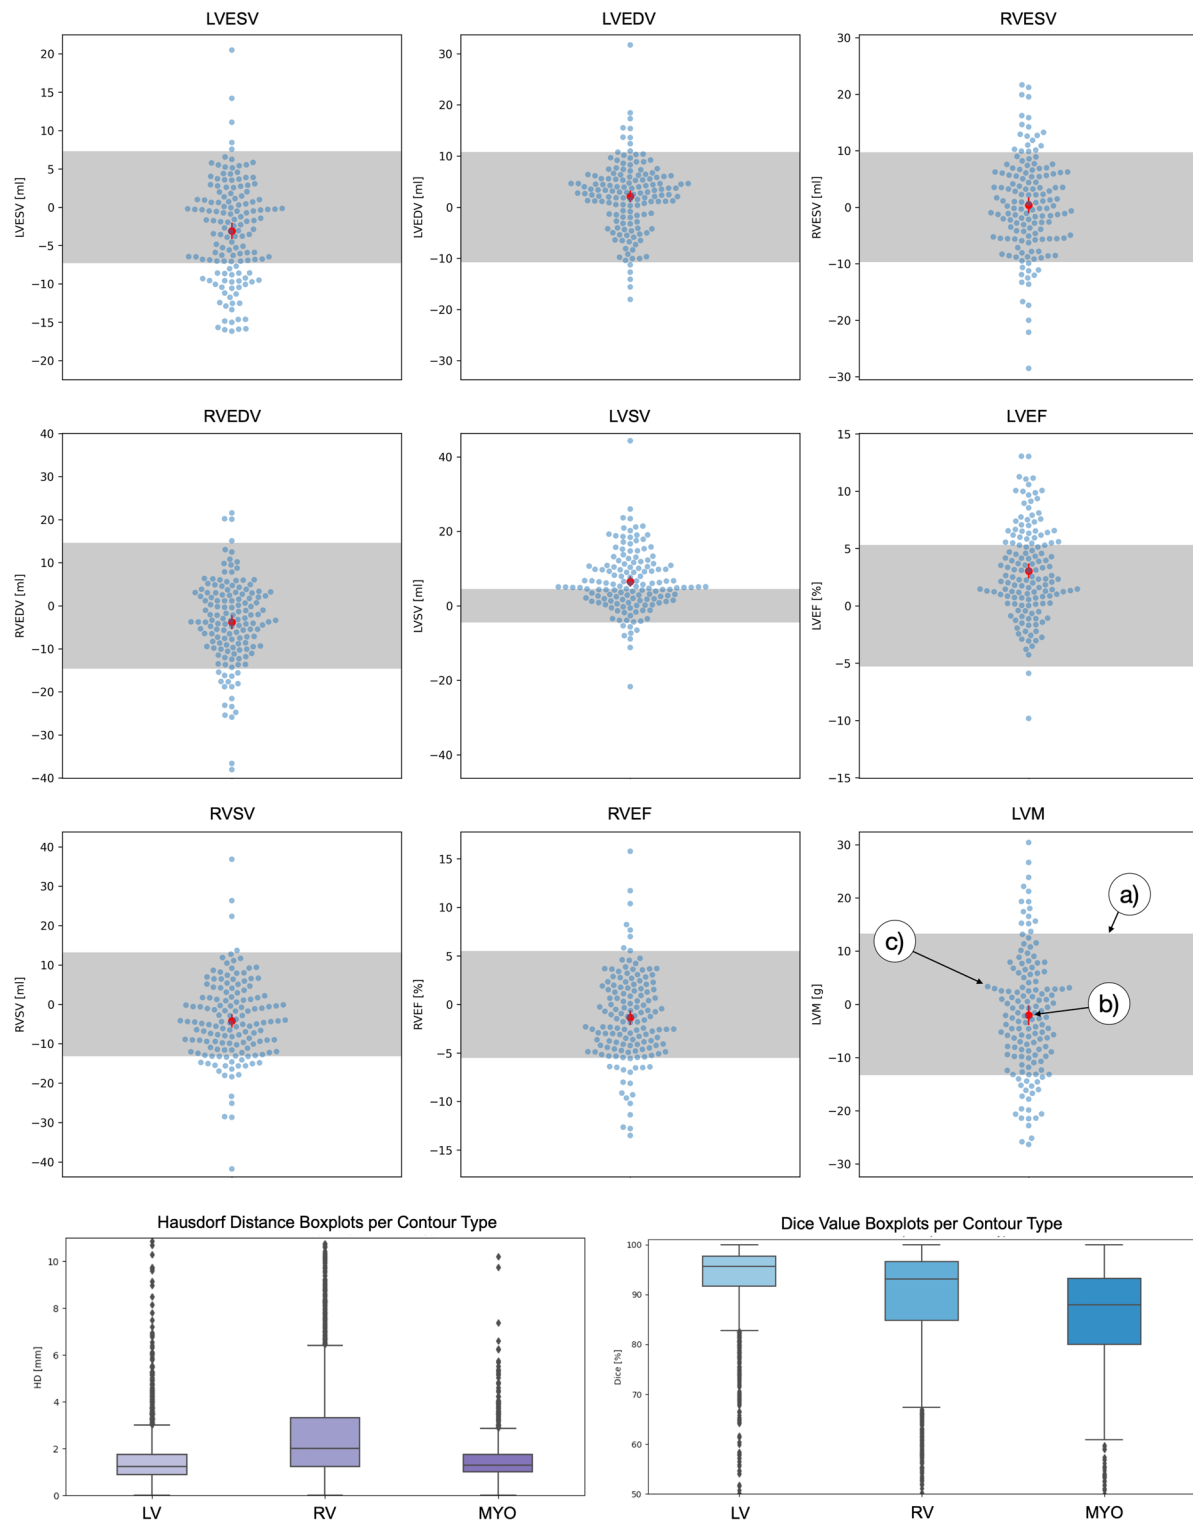 LVESV
LVEDV
RVESV
LVESV [ml]
20
15
10
5
0
−5
−10
−15
−20
LVEDV [ml]
30
20
10
0
−10
−20
−30
RVESV [ml]
30
20
10
0
−10
−20
−30
RVEDV
LVSV
LVEF
RVEDV [ml]
40
30
20
10
0
−10
−20
−30
−40
LVSV [ml]
40
20
0
−20
−40
LVEF [%]
15
10
5
0
−5
−10
−15
RVSV
RVEF
LVM
RVSV [ml]
40
30
20
10
0
−10
−20
−30
−40
RVEF [%]
15
10
5
0
−5
−10
−15
LVM [g]
30
20
10
0
−10
−20
−30
a)
c)
b)
Hausdorf Distance Boxplots per Contour Type
HD [mm]
10
8
6
4
2
0
LV
RV
MYO
Dice Value Boxplots per Contour Type
Dice [%]
100
90
80
70
60
50
LV
RV
MYO